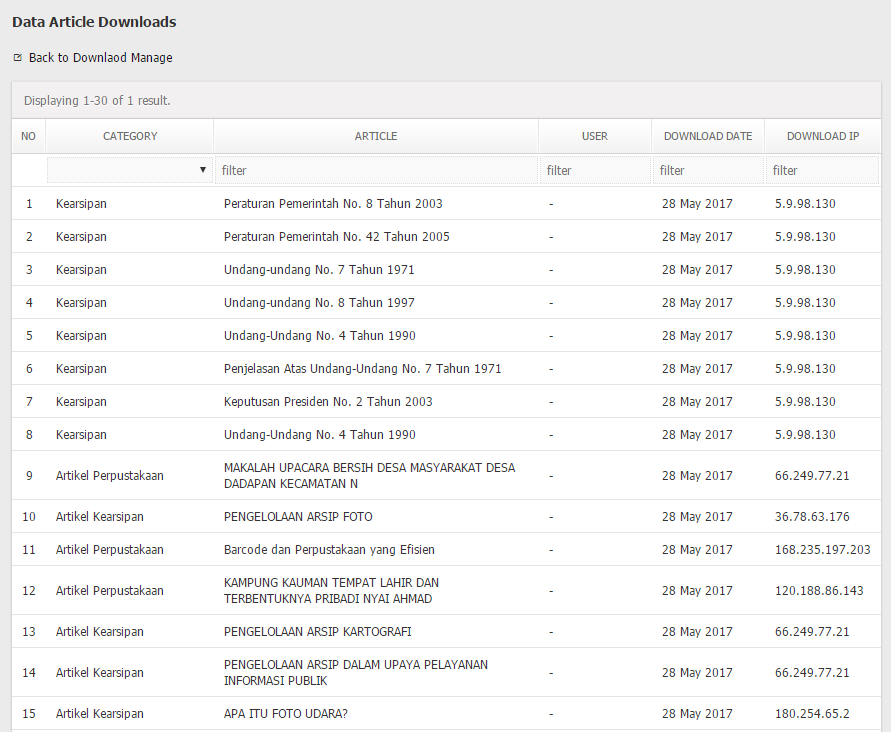 Data Article Downloads
Back to Downlaod Manage
Displaying 1-30 of 1 result.
NO CATEGORY ARTICLE USER DOWNLOAD DATE DOWNLOAD IP
filter filter filter filter
1 Kearsipan Peraturan Pemerintah No. 8 Tahun 2003 - 28 May 2017 5.9.98.130
2 Kearsipan Peraturan Pemerintah No. 42 Tahun 2005 - 28 May 2017 5.9.98.130
3 Kearsipan Undang-undang No. 7 Tahun 1971 - 28 May 2017 5.9.98.130
4 Kearsipan Undang-undang No. 8 Tahun 1997 - 28 May 2017 5.9.98.130
5 Kearsipan Undang-Undang No. 4 Tahun 1990 - 28 May 2017 5.9.98.130
6 Kearsipan Penjelasan Atas Undang-Undang No. 7 Tahun 1971 - 28 May 2017 5.9.98.130
7 Kearsipan Keputusan Presiden No. 2 Tahun 2003 - 28 May 2017 5.9.98.130
8 Kearsipan Undang-Undang No. 4 Tahun 1990 - 28 May 2017 5.9.98.130
9 Artikel Perpustakaan MAKALAH UPACARA BERSIH DESA MASYARAKAT DESA
DADAPAN KECAMATAN N - 28 May 2017 66.249.77.21
10 Artikel Kearsipan PENGELOLAAN ARSIP FOTO - 28 May 2017 36.78.63.176
11 Artikel Perpustakaan Barcode dan Perpustakaan yang Efisien - 28 May 2017 168.235.197.203
12 Artikel Perpustakaan KAMPUNG KAUMAN TEMPAT LAHIR DAN
TERBENTUKNYA PRIBADI NYAI AHMAD - 28 May 2017 120.188.86.143
13 Artikel Kearsipan PENGELOLAAN ARSIP KARTOGRAFI - 28 May 2017 66.249.77.21
14 Artikel Kearsipan PENGELOLAAN ARSIP DALAM UPAYA PELAYANAN
INFORMASI PUBLIK - 28 May 2017 66.249.77.21
15 Artikel Kearsipan APA ITU FOTO UDARA? - 28 May 2017 180.254.65.2